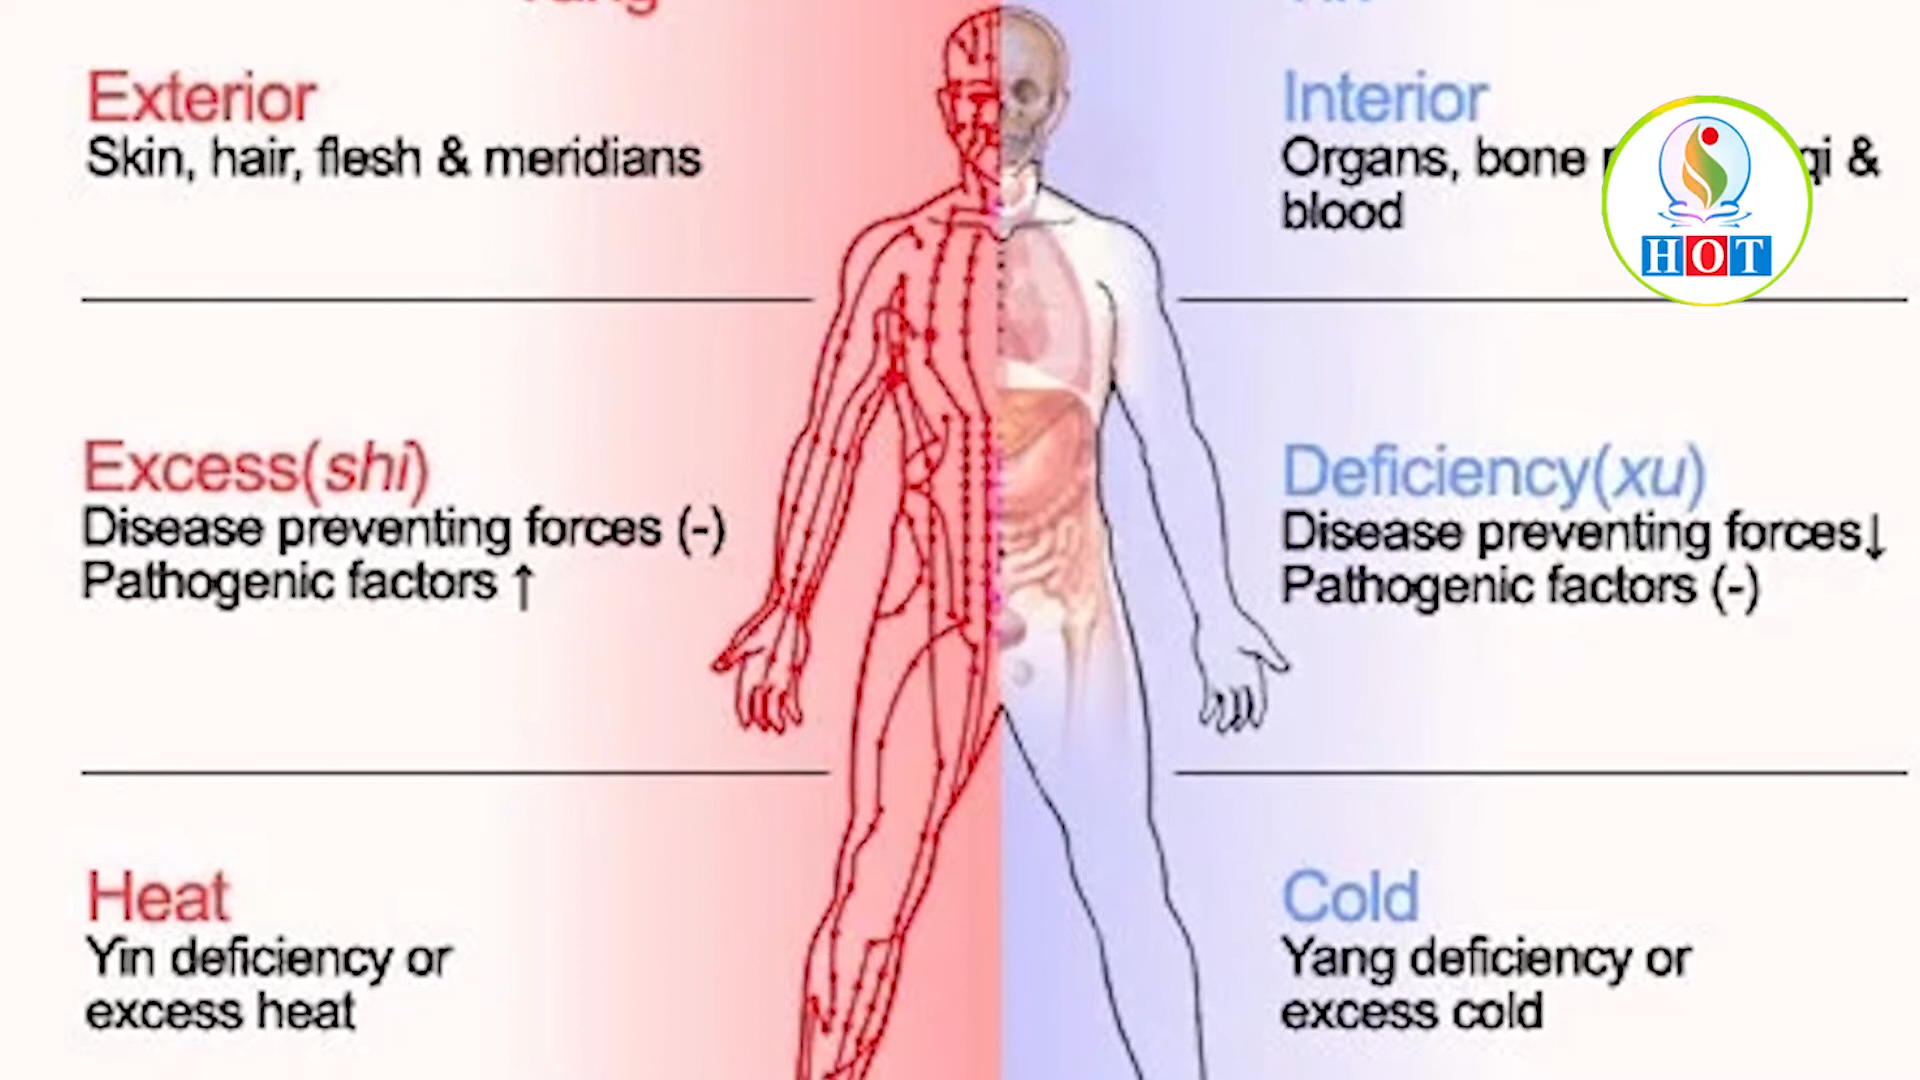 Exterior
Skin, hair, flesh & meridians
Excess(shi)
Disease preventing forces (-)
Pathogenic factors ↑
Heat
Yin deficiency or
excess heat
Interior
Organs, bone qi &
blood
HOT
Deficiency(xu)
Disease preventing forces↓
Pathogenic factors (-)
Cold
Yang deficiency or
excess cold